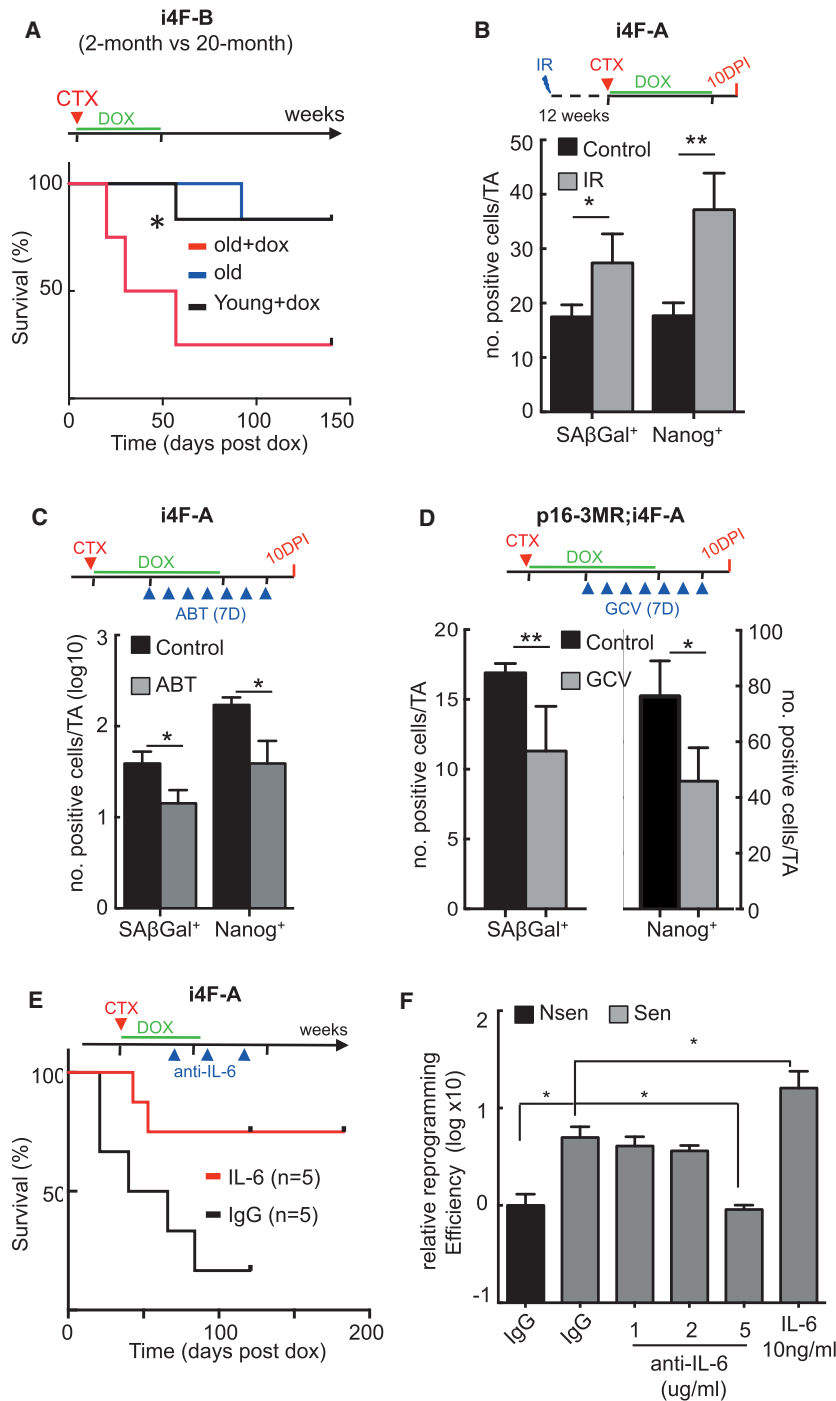 A
i4F-B
(2-month vs 20-month)
CTX
DOX
weeks
100
50
Survival (%)
*
old+dox
old
Young+dox
0
50
100
150
Time (days post dox)
B
i4F-A
IR
CTX
DOX
10DPI
12 weeks
50
40
30
20
10
0
no. positive cells/TA
Control
IR
*
**
SAβGal⁺
Nanog⁺
C
i4F-A
CTX
DOX
10DPI
ABT (7D)
3
2
1
0
no. positive cells/TA (log10)
Control
ABT
*
*
SAβGal⁺
Nanog⁺
D
p16-3MR;i4F-A
CTX
DOX
10DPI
GCV (7D)
20
15
10
5
0
no. positive cells/TA
**
Control
GCV
*
100
80
60
40
20
0
no. positive cells/TA
SAβGal⁺
Nanog⁺
E
i4F-A
CTX
DOX
weeks
anti-IL-6
100
50
Survival (%)
IL-6 (n=5)
IgG (n=5)
0
100
200
Time (days post dox)
F
2
1
0
-1
relative reprogramming
Efficiency (log x10)
Nsen
Sen
*
*
*
IgG
IgG
1
2
5
IL-6
10ng/ml
anti-IL-6
(ug/ml)